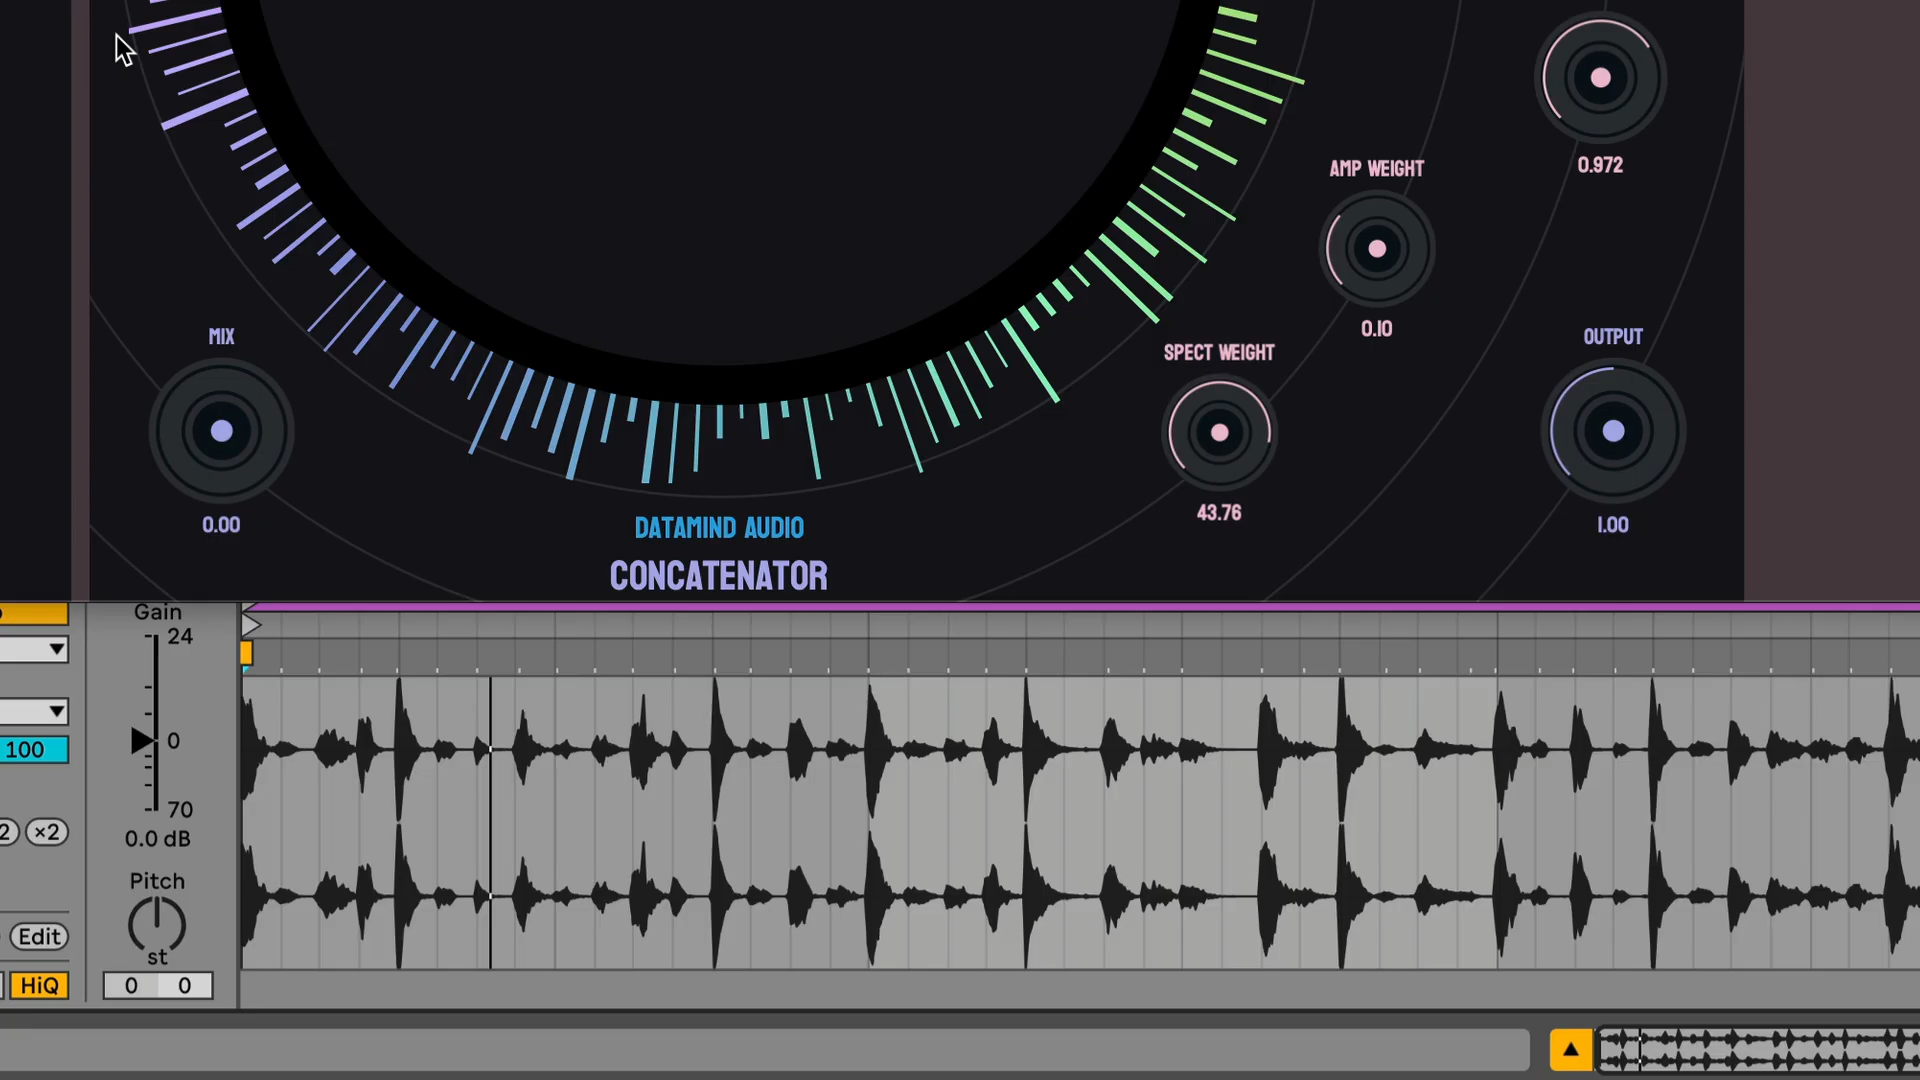 0.972
AMP WEIGHT
0.10
MIX
SPECT WEIGHT
OUTPUT
0.00
43.76
1.00
DATAMIND AUDIO
CONCATENATOR
Gain
24
0
70
0.0 dB
100
2
×2
Pitch
st
Edit
HiQ
0 0